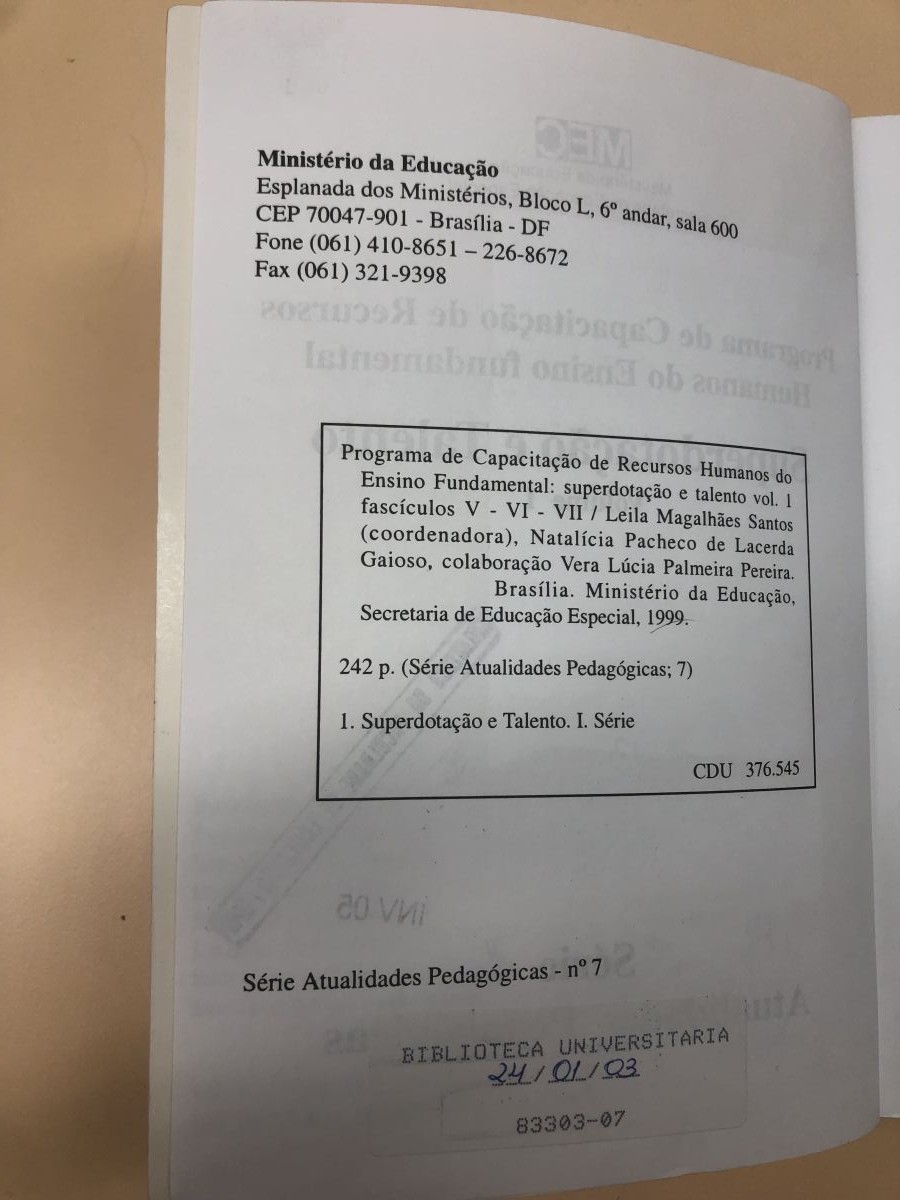 Ministério da Educação
Esplanada dos Ministérios, Bloco L, 6º andar, sala 600
CEP 70047-901 - Brasília - DF
Fone (061) 410-8651 – 226-8672
Fax (061) 321-9398
Programa de Capacitação de Recursos Humanos do
Ensino Fundamental: superdotação e talento vol. 1
fascículos V - VI - VII / Leila Magalhães Santos
(coordenadora), Natalícia Pacheco de Lacerda
Gaioso, colaboração Vera Lúcia Palmeira Pereira.
Brasília. Ministério da Educação,
Secretaria de Educação Especial, 1999.
242 p. (Série Atualidades Pedagógicas; 7)
1. Superdotação e Talento. I. Série
CDU 376.545
Série Atualidades Pedagógicas - nº 7
BIBLIOTECA UNIVERSITARIA
24/01/03
83303-07